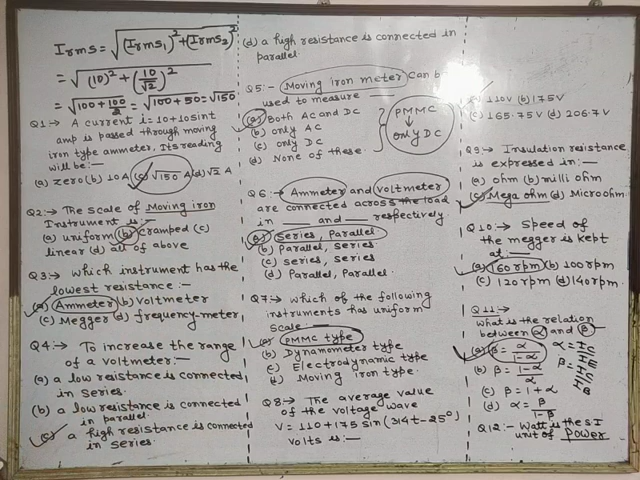 Irms = √(Irms₁)² + (Irms₂)²
= √(10)² + (10/√2)²
= √100 + 100/2 = √100 + 50 = √150
Q1:→ A current i = 10+10sint
amp is passed through moving
iron type ammeter. Its reading
will be:—
(a) zero (b) 10A (c) √150 A (d) √2 A
Q2:→ The scale of Moving iron
Instrument is:—
(a) uniform (b) cramped (c)
linear (d) all of above
Q3:→ which instrument has the
lowest resistance:—
(a) Ammeter (b) voltmeter
(c) Megger (d) frequency-meter
Q4:→ To increase the range
of a voltmeter:—
(a) a low reistance is connected
in series.
(b) a low resistance is connected
in parallel.
(c) a high resistance is connected
in series.
(d) a high resistance is connected in
parallel.
Q5:- Moving iron meter Can b
used to measure —
(a) Both AC and DC
(b) only AC
(c) only DC
(d) None of these.
PMMC
↓
only DC
Q6:→ Ammeter and voltmeter
are connected across the load
in — and — respectively.
(a) Series, Parallel
(b) Parallel, series
(c) series, series
(d) Parallel, Parallel.
Q7:→ which of the following
instruments has uniform
scale:—
(a) PMMC type
(b) Dynamometer type
(c) Electrodynamic type
(d) Moving iron type.
Q8:→ The average value
of the voltage wave
V = 110 + 175 sin (314t - 25°)
volts is:—
110V (b) 175V
(c) 165.75V (d) 206.7V
Q9:→ Insulation resistance
is expressed in:—
(a) ohm (b) milli ohm
(c) Mega ohm (d) Microohm.
Q10:→ Speed of
the megger is kept
at:—
(a) 160 rpm (b) 100rpm
(c) 120 rpm (d) 140rpm.
Q11:→
what is the relation
between α and β
(a) β = α/1-α
(b) β = 1-α/α
(c) β = 1+α
(d) α = β/1-β
α = IC/IE
β = IC/IB
Q12:- Watt is the S.I
unit of Power